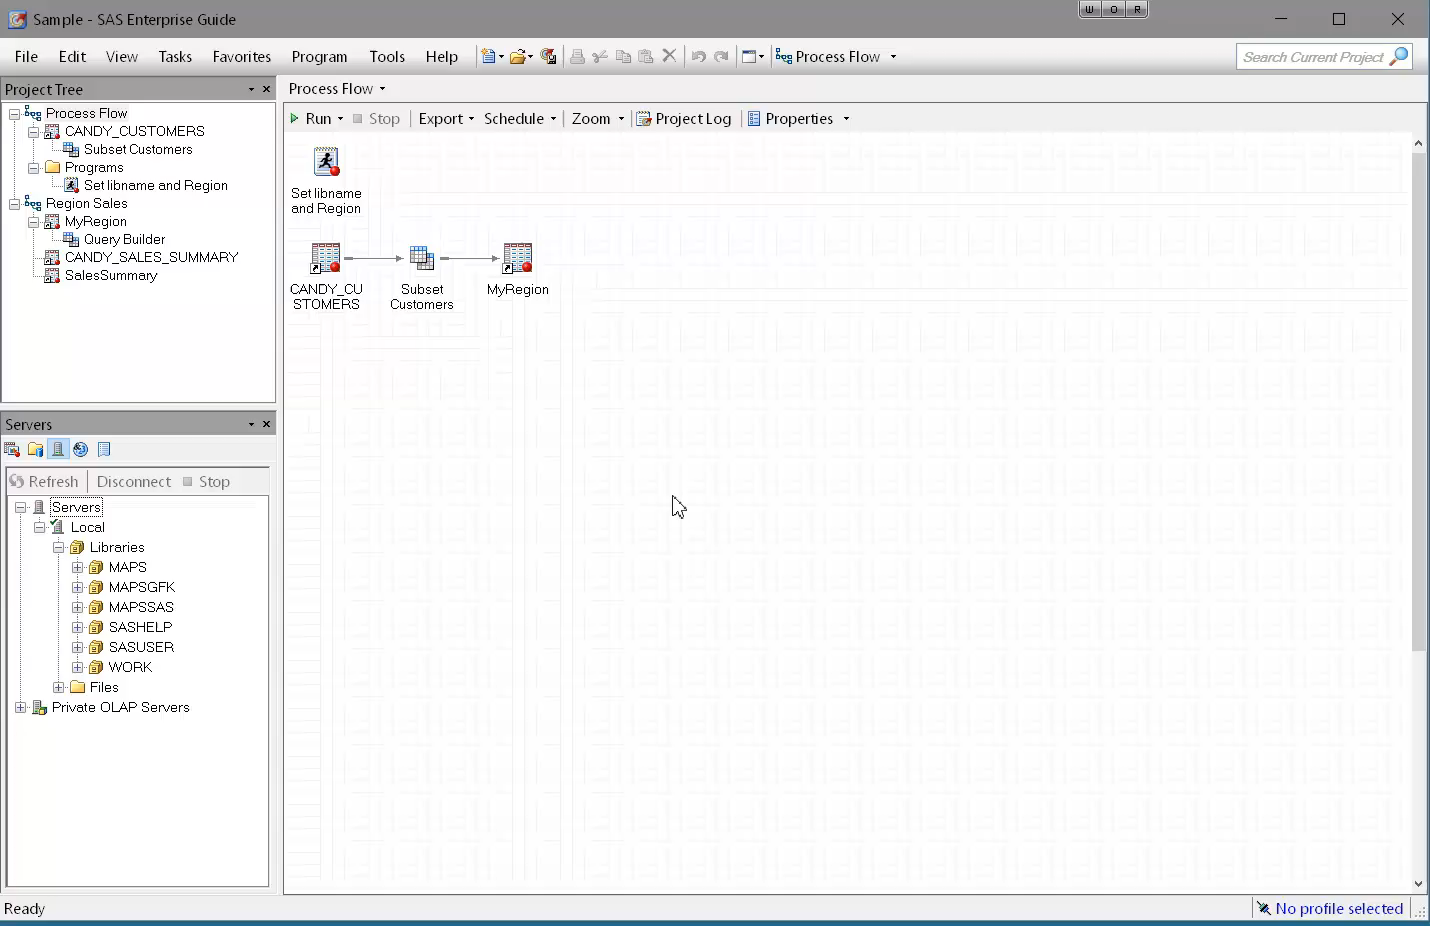 Sample - SAS Enterprise Guide
W O R
File Edit View Tasks Favorites Program Tools Help Process Flow Search Current Project
Project Tree
Process Flow
CANDY_CUSTOMERS
Subset Customers
Programs
Set libname and Region
Region Sales
MyRegion
Query Builder
CANDY_SALES_SUMMARY
SalesSummary
Servers
Refresh Disconnect Stop
Servers
Local
Libraries
MAPS
MAPSGFK
MAPSSAS
SASHELP
SASUSER
WORK
Files
Private OLAP Servers
Process Flow
Run Stop Export Schedule Zoom Project Log Properties
Set libname
and Region
CANDY_CU
STOMERS
Subset
Customers
MyRegion
Ready
No profile selected